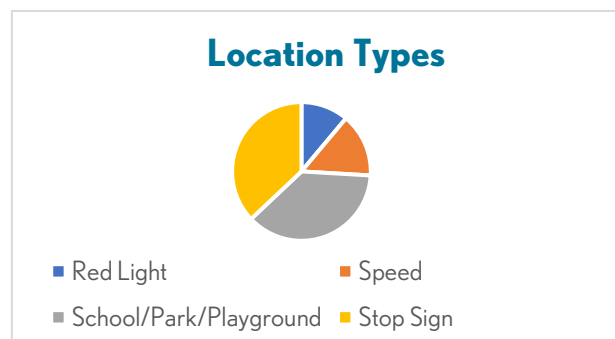 Location Types
Red Light
Speed
School/Park/Playground
Stop Sign